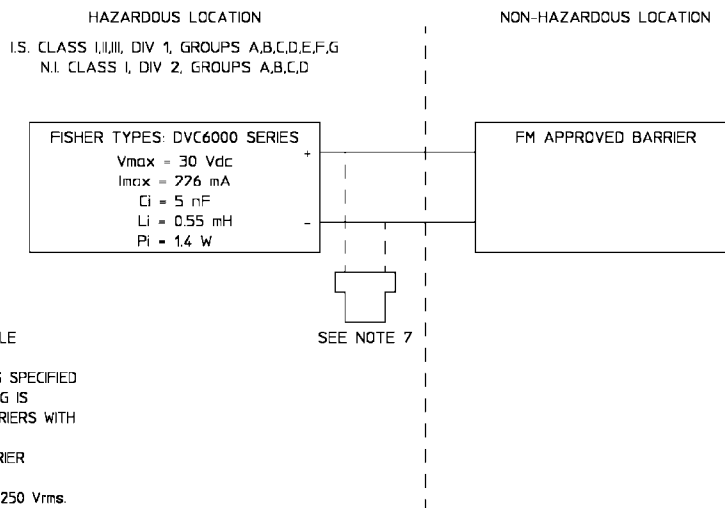 HAZARDOUS LOCATION
NON-HAZARDOUS LOCATION
I.S. CLASS I,II,III, DIV 1, GROUPS A,B,C,D,E,F,G
N.I. CLASS I, DIV 2, GROUPS A,B,C,D
FISHER TYPES: DVC6000 SERIES
Vmax = 30 Vdc
Imax = 226 mA
Ci = 5 nF
Li = 0.55 mH
Pi = 1.4 W
+
-
FM APPROVED BARRIER
SEE NOTE 7
LE
SPECIFIED
G IS
RIERS WITH
RIER
250 Vrms.